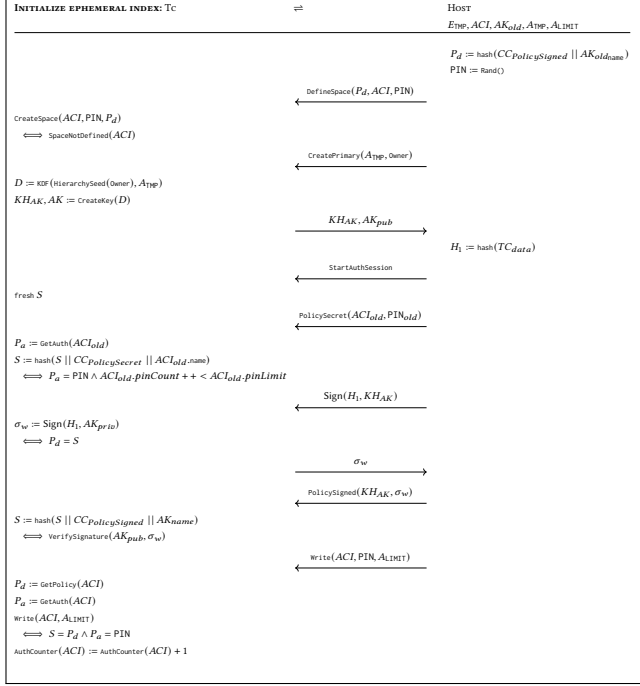 INITIALIZE EPHEMERAL INDEX: TC ⇌ HOST
E_TMP, ACI, AK_old, A_TMP, A_LIMIT
P_d := hash(CC_PolicySigned || AK_old_name)
PIN := Rand()
DefineSpace(P_d, ACI, PIN)
CreateSpace(ACI, PIN, P_d)
⟺ SpaceNotDefined(ACI)
CreatePrimary(A_TMP, Owner)
D := KDF(HierarchySeed(Owner), A_TMP)
KH_AK, AK := CreateKey(D)
KH_AK, AK_pub
H_1 := hash(TC_data)
StartAuthSession
fresh S
PolicySecret(ACI_old, PIN_old)
P_a := GetAuth(ACI_old)
S := hash(S || CC_PolicySecret || ACI_old.name)
⟺ P_a = PIN ∧ ACI_old.pinCount ++ < ACI_old.pinLimit
Sign(H_1, KH_AK)
σ_w := Sign(H_1, AK_priv)
⟺ P_d = S
σ_w
PolicySigned(KH_AK, σ_w)
S := hash(S || CC_PolicySigned || AK_name)
⟺ VerifySignature(AK_pub, σ_w)
Write(ACI, PIN, A_LIMIT)
P_d := GetPolicy(ACI)
P_a := GetAuth(ACI)
Write(ACI, A_LIMIT)
⟺ S = P_d ∧ P_a = PIN
AuthCounter(ACI) := AuthCounter(ACI) + 1